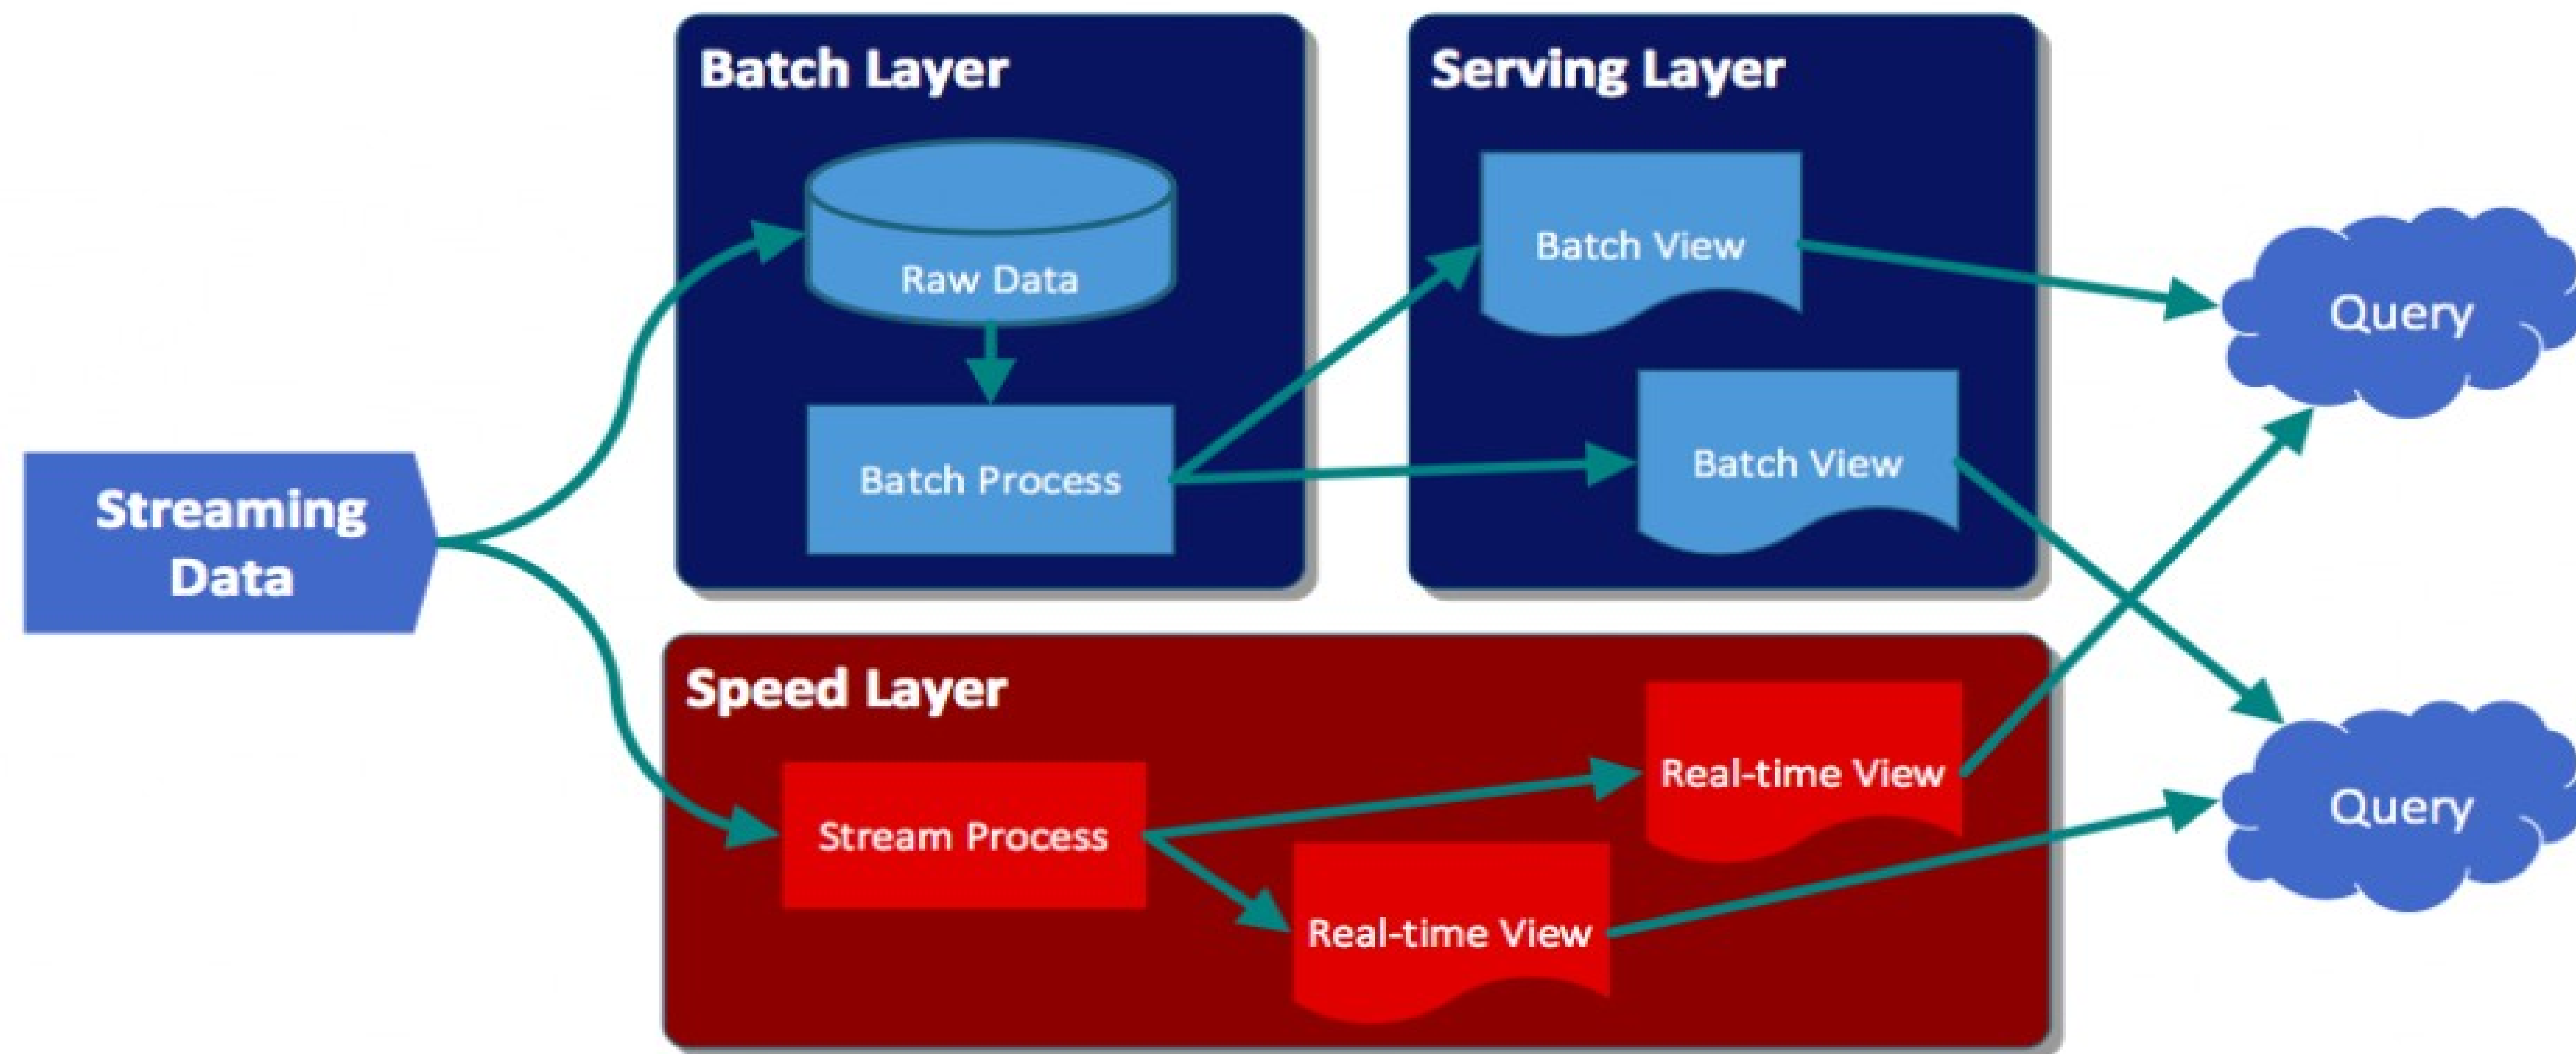 Batch Layer
Raw Data
Batch Process
Serving Layer
Batch View
Batch View
Query
Streaming
Data
Speed Layer
Stream Process
Real-time View
Real-time View
Query